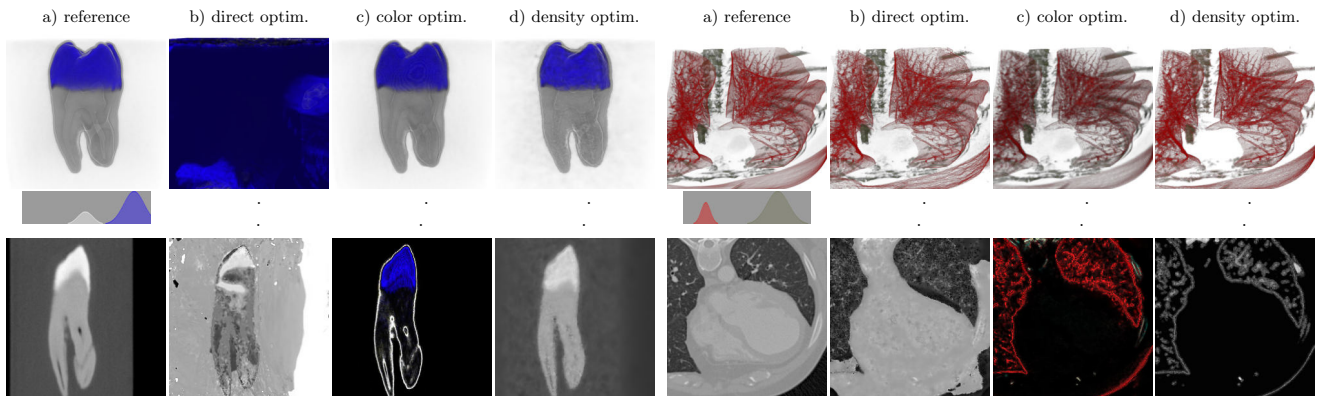 a) reference b) direct optim. c) color optim. d) density optim. a) reference b) direct optim. c) color optim. d) density optim.